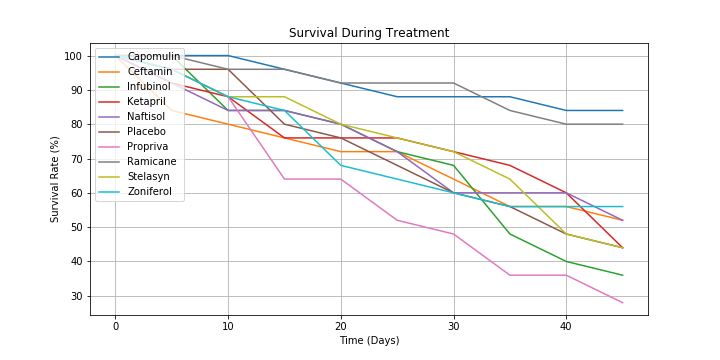 Survival During Treatment
Survival Rate (%)
100
90
80
70
60
50
40
30
Capomulin
Ceftamin
Infubinol
Ketapril
Naftisol
Placebo
Propriva
Ramicane
Stelasyn
Zoniferol
0
10
20
30
40
Time (Days)